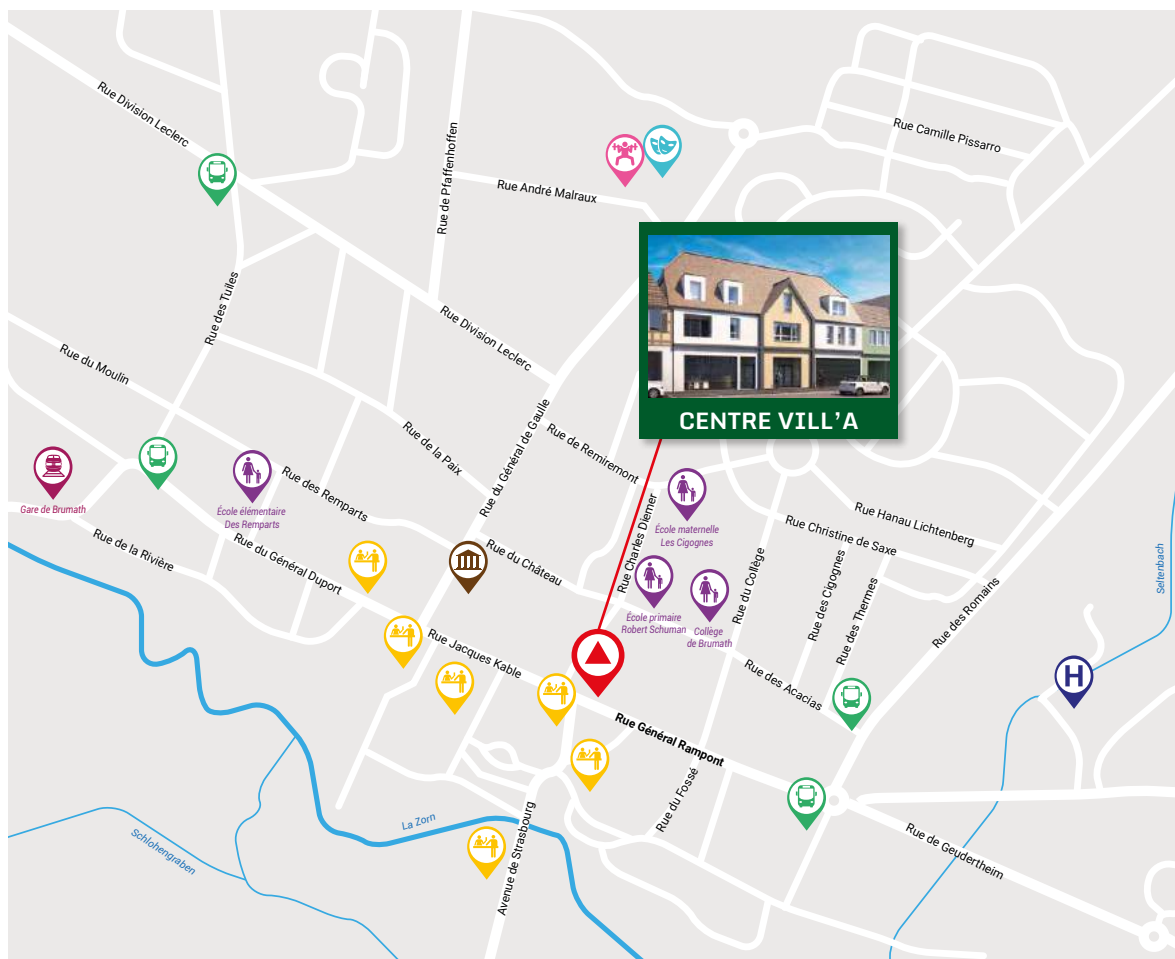 Rue Division Leclerc
Rue de Pfaffenhoffen
Rue Camille Pissarro
Rue André Malraux
Rue des Tuiles
Rue Division Leclerc
CENTRE VILL'A
Rue du Moulin
Rue du Général de Gaulle
Rue de la Paix
Rue de Remiremont
Gare de Brumath
École élémentaire
Des Remparts
Rue des Remparts
Rue Charles Diemer
École maternelle
Les Cigognes
Rue Hanau Lichtenberg
Rue Christine de Saxe
Seltenbach
Rue de la Rivière
Rue du Général Duport
Rue du Château
Rue du Collège
Rue des Cigognes
Rue des Thermes
Rue des Romains
École primaire
Robert Schuman
Collège
de Brumath
Rue Jacques Kable
Rue des Acacias
H
Rue Général Rampont
Rue du Fossé
La Zorn
Schlohengraben
Avenue de Strasbourg
Rue de Geudertheim